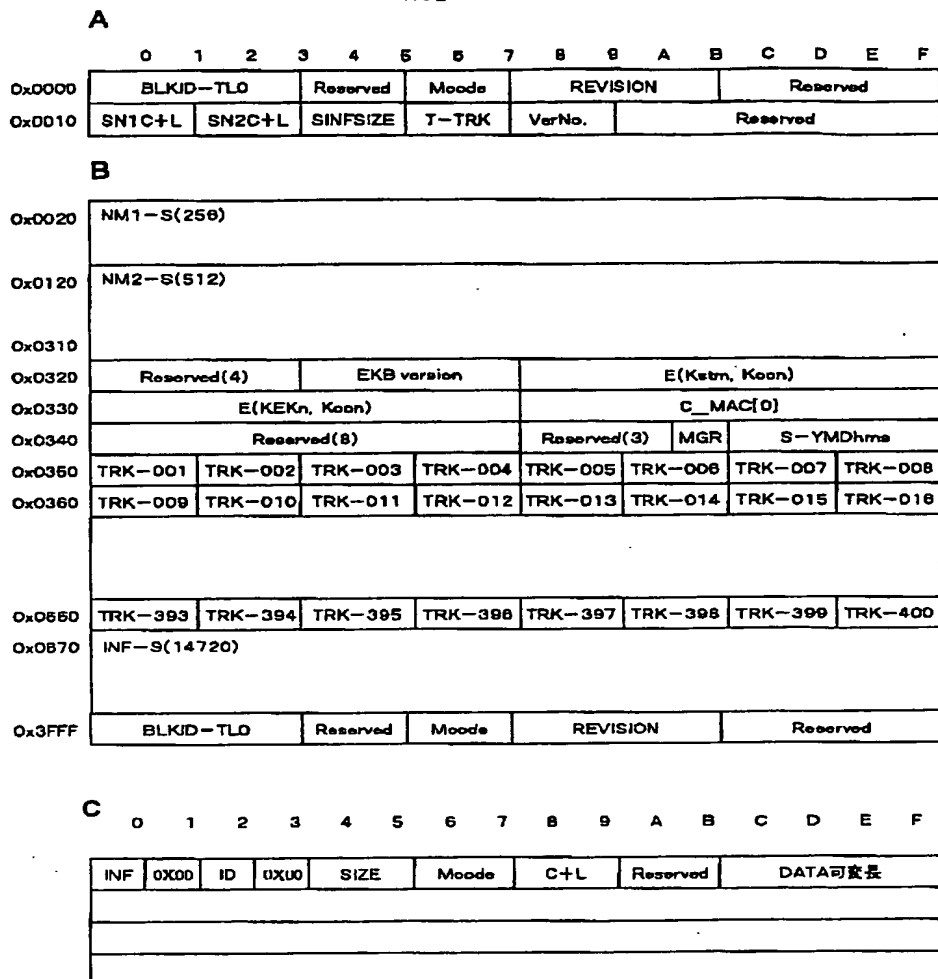 A
0 1 2 3 4 5 6 7 8 9 A B C D E F
0x0000 BLKID-TL0 Reserved Mcode REVISION Reserved
0x0010 SN1C+L SN2C+L SINFSIZE T-TRK VerNo. Reserved
B
0x0020 NM1-S(256)
0x0120 NM2-S(512)
0x0310
0x0320 Reserved(4) EKB version E(Kstm, Kcon)
0x0330 E(KEKn, Kcon) C_MAC[0]
0x0340 Reserved(8) Reserved(3) MGR S-YMDhms
0x0350 TRK-001 TRK-002 TRK-003 TRK-004 TRK-005 TRK-006 TRK-007 TRK-008
0x0360 TRK-009 TRK-010 TRK-011 TRK-012 TRK-013 TRK-014 TRK-015 TRK-016
0x0660 TRK-393 TRK-394 TRK-395 TRK-396 TRK-397 TRK-398 TRK-399 TRK-400
0x0670 INF-S(14720)
0x3FFF BLKID-TL0 Reserved Mcode REVISION Reserved
C
0 1 2 3 4 5 6 7 8 9 A B C D E F
INF 0X00 ID 0X00 SIZE Mcode C+L Reserved DATA可変長